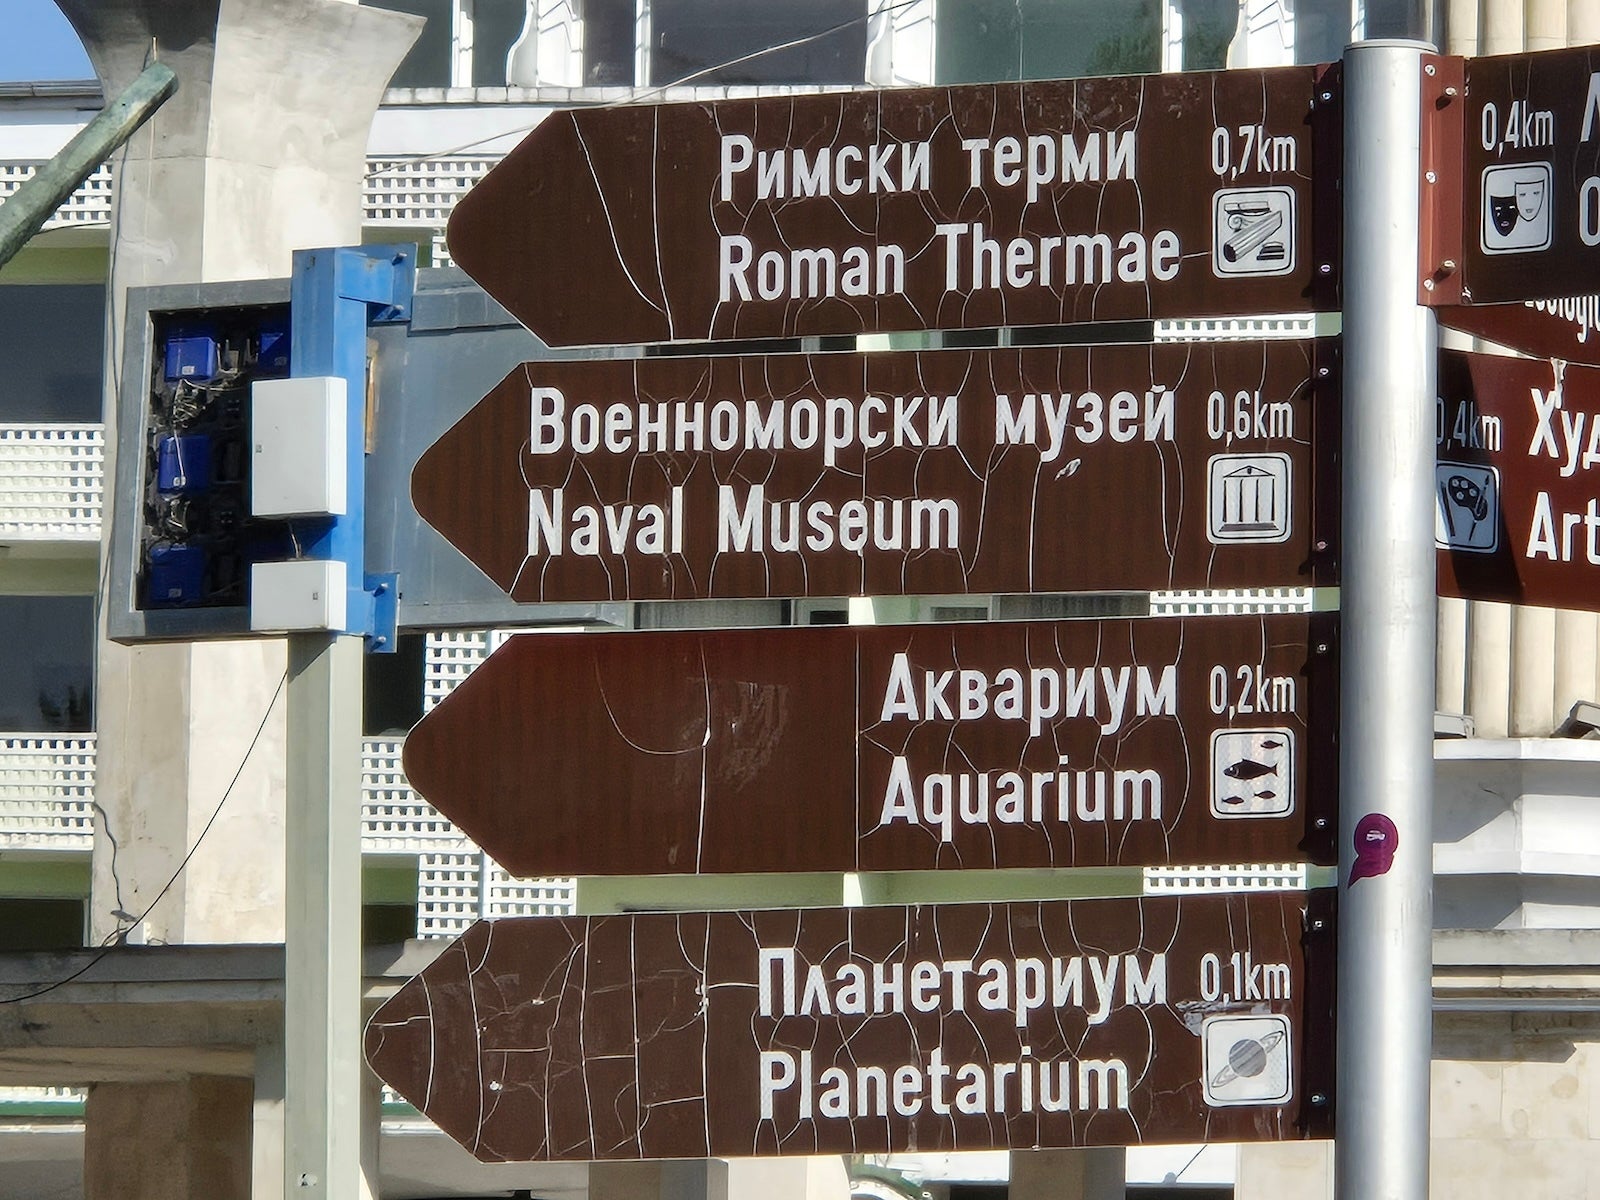 Римски терми 0,7km
Roman Thermae
Военноморски музей 0,6km
Naval Museum
Аквариум 0,2km
Aquarium
Планетариум 0,1km
Planetarium
0,4km
0,4km
Art